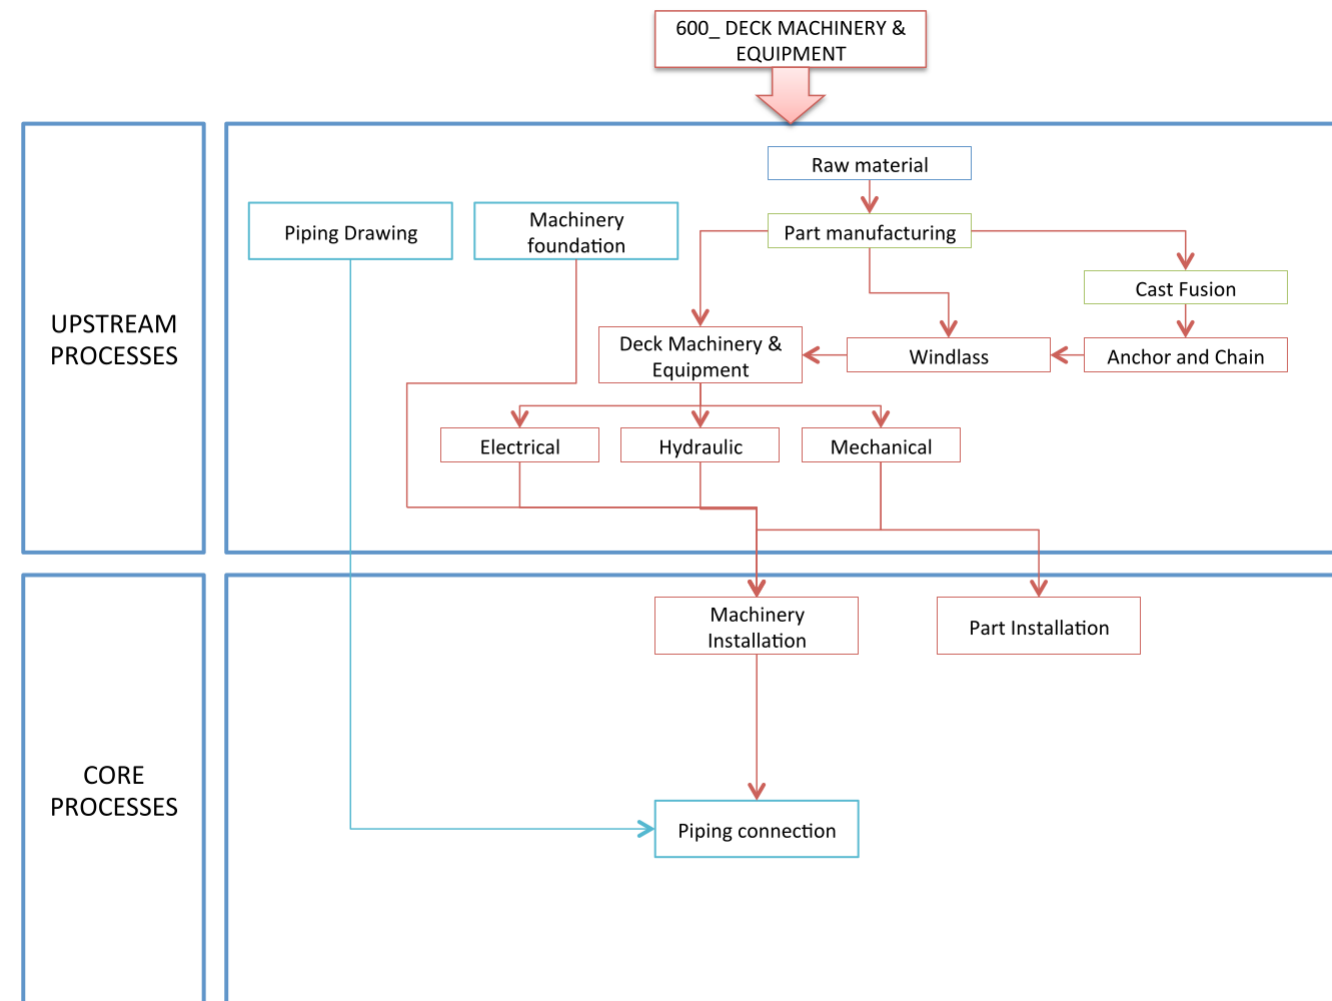 600_ DECK MACHINERY &
EQUIPMENT
Raw material
Piping Drawing
Machinery
foundation
Part manufacturing
Cast Fusion
UPSTREAM
PROCESSES
Deck Machinery &
Equipment
Windlass
Anchor and Chain
Electrical
Hydraulic
Mechanical
Machinery
Installation
Part Installation
CORE
PROCESSES
Piping connection